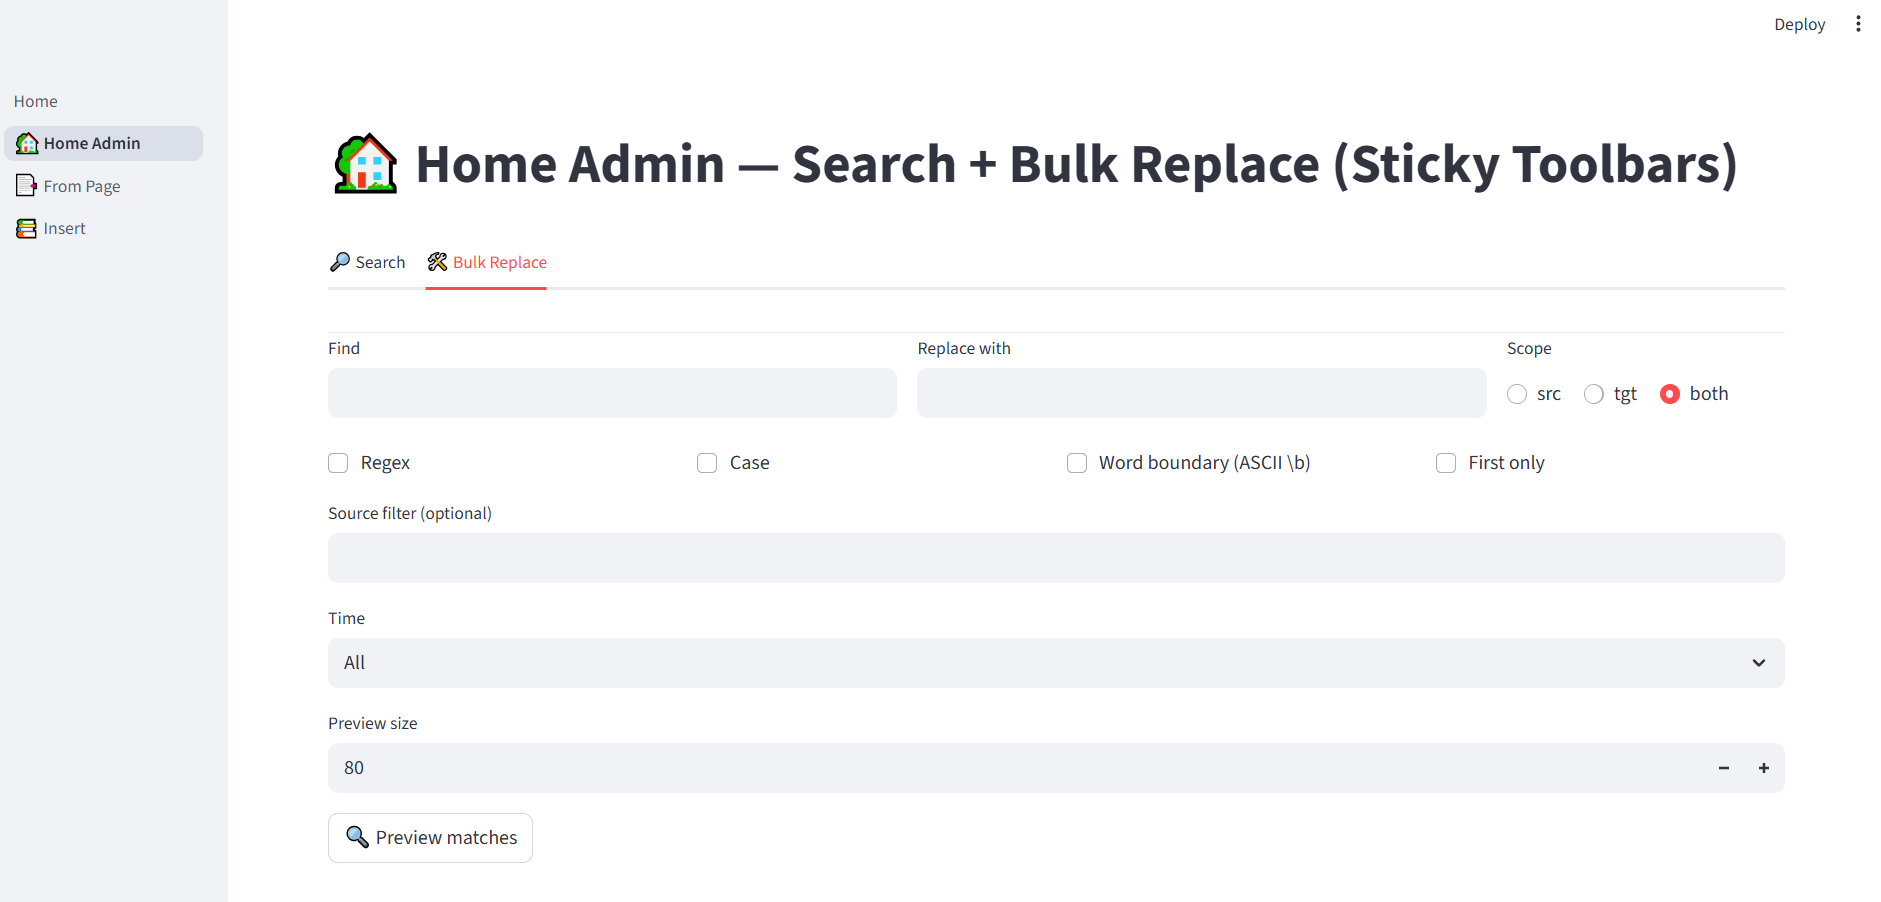 Deploy
Home
Home Admin
From Page
Insert
Home Admin — Search + Bulk Replace (Sticky Toolbars)
Search Bulk Replace
Find Replace with Scope
src tgt both
Regex Case Word boundary (ASCII \b) First only
Source filter (optional)
Time
All
Preview size
80
Preview matches